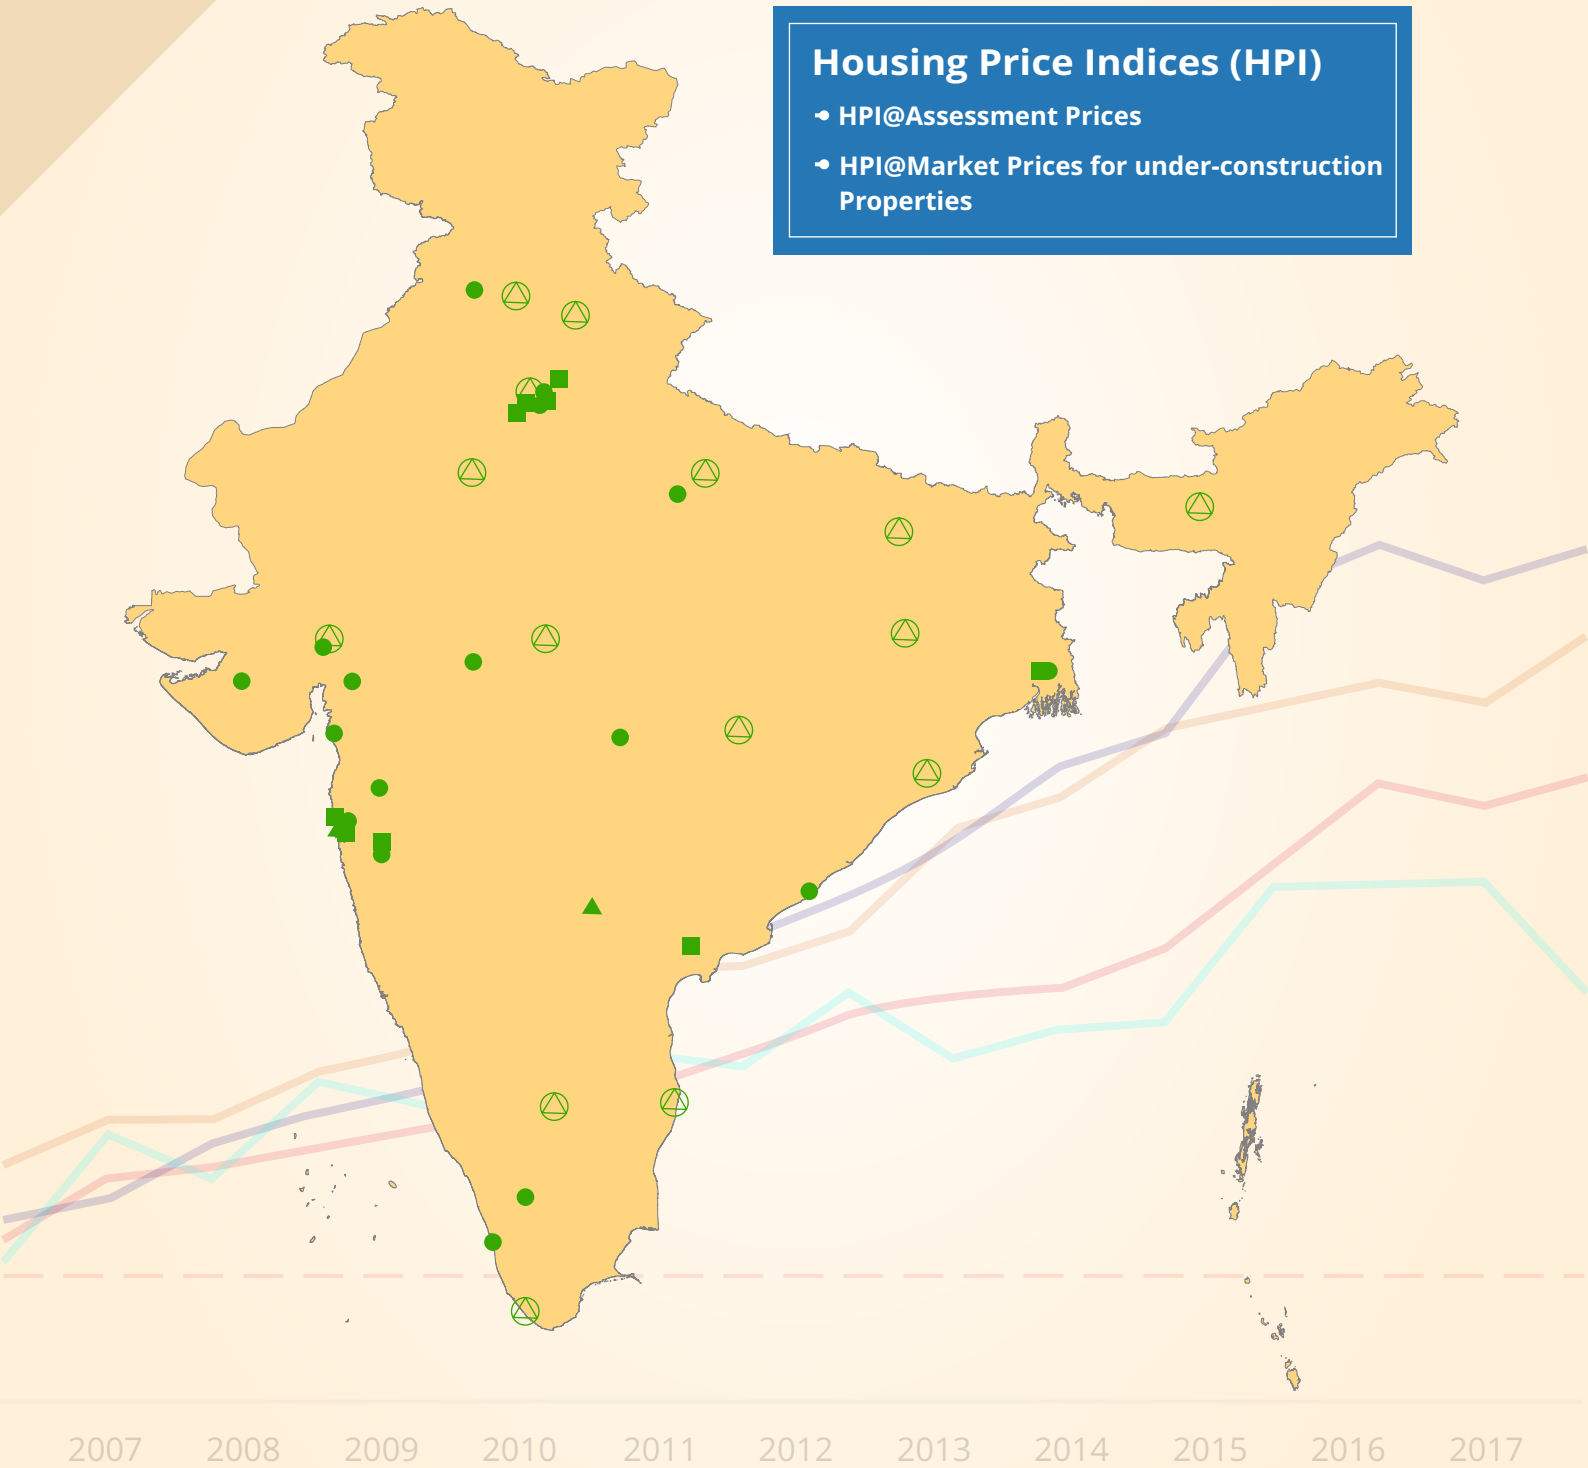 Housing Price Indices (HPI)
HPI@Assessment Prices
HPI@Market Prices for under-construction
Properties
2007 2008 2009 2010 2011 2012 2013 2014 2015 2016 2017